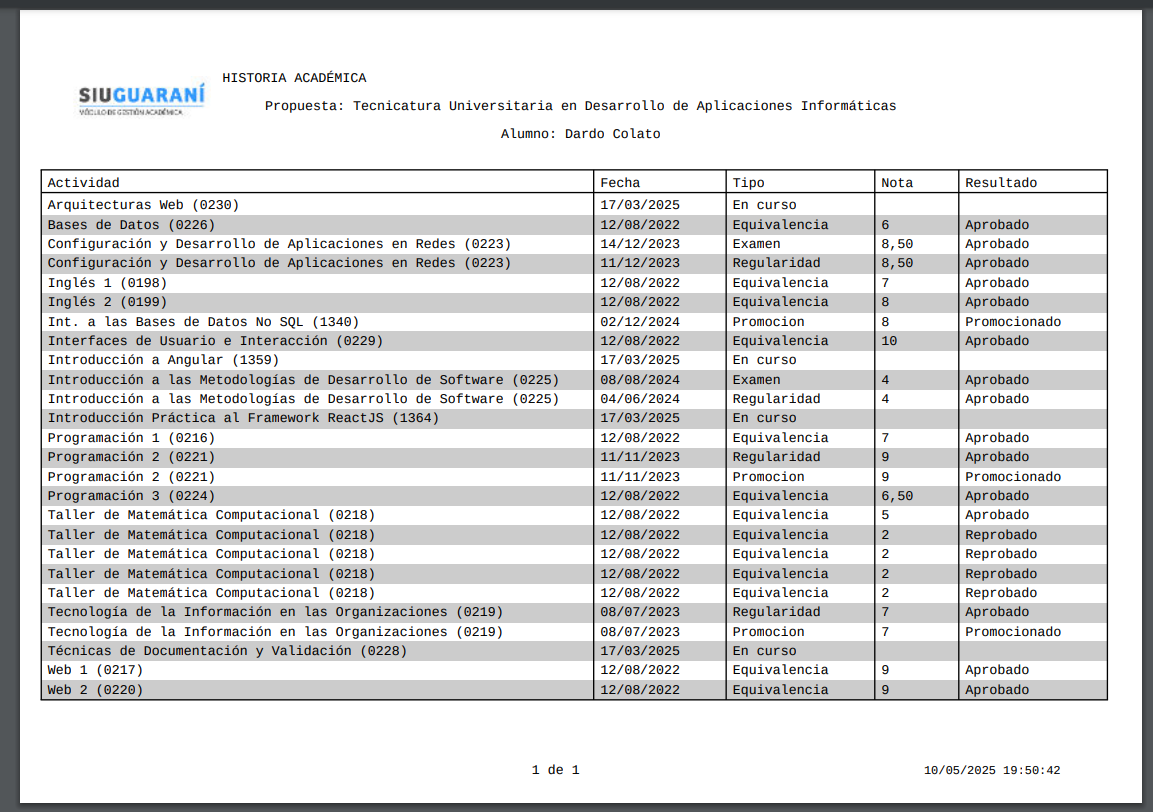 HISTORIA ACADÉMICA
SIUGUARANÍ
MÓDULO DE GESTIÓN ACADÉMICA
Propuesta: Tecnicatura Universitaria en Desarrollo de Aplicaciones Informáticas
Alumno: Dardo Colato
Actividad Fecha Tipo Nota Resultado
Arquitecturas Web (0230) 17/03/2025 En curso
Bases de Datos (0226) 12/08/2022 Equivalencia 6 Aprobado
Configuración y Desarrollo de Aplicaciones en Redes (0223) 14/12/2023 Examen 8,50 Aprobado
Configuración y Desarrollo de Aplicaciones en Redes (0223) 11/12/2023 Regularidad 8,50 Aprobado
Inglés 1 (0198) 12/08/2022 Equivalencia 7 Aprobado
Inglés 2 (0199) 12/08/2022 Equivalencia 8 Aprobado
Int. a las Bases de Datos No SQL (1340) 02/12/2024 Promocion 8 Promocionado
Interfaces de Usuario e Interacción (0229) 12/08/2022 Equivalencia 10 Aprobado
Introducción a Angular (1359) 17/03/2025 En curso
Introducción a las Metodologías de Desarrollo de Software (0225) 08/08/2024 Examen 4 Aprobado
Introducción a las Metodologías de Desarrollo de Software (0225) 04/06/2024 Regularidad 4 Aprobado
Introducción Práctica al Framework ReactJS (1364) 17/03/2025 En curso
Programación 1 (0216) 12/08/2022 Equivalencia 7 Aprobado
Programación 2 (0221) 11/11/2023 Regularidad 9 Aprobado
Programación 2 (0221) 11/11/2023 Promocion 9 Promocionado
Programación 3 (0224) 12/08/2022 Equivalencia 6,50 Aprobado
Taller de Matemática Computacional (0218) 12/08/2022 Equivalencia 5 Aprobado
Taller de Matemática Computacional (0218) 12/08/2022 Equivalencia 2 Reprobado
Taller de Matemática Computacional (0218) 12/08/2022 Equivalencia 2 Reprobado
Taller de Matemática Computacional (0218) 12/08/2022 Equivalencia 2 Reprobado
Taller de Matemática Computacional (0218) 12/08/2022 Equivalencia 2 Reprobado
Tecnología de la Información en las Organizaciones (0219) 08/07/2023 Regularidad 7 Aprobado
Tecnología de la Información en las Organizaciones (0219) 08/07/2023 Promocion 7 Promocionado
Técnicas de Documentación y Validación (0228) 17/03/2025 En curso
Web 1 (0217) 12/08/2022 Equivalencia 9 Aprobado
Web 2 (0220) 12/08/2022 Equivalencia 9 Aprobado
1 de 1
10/05/2025 19:50:42